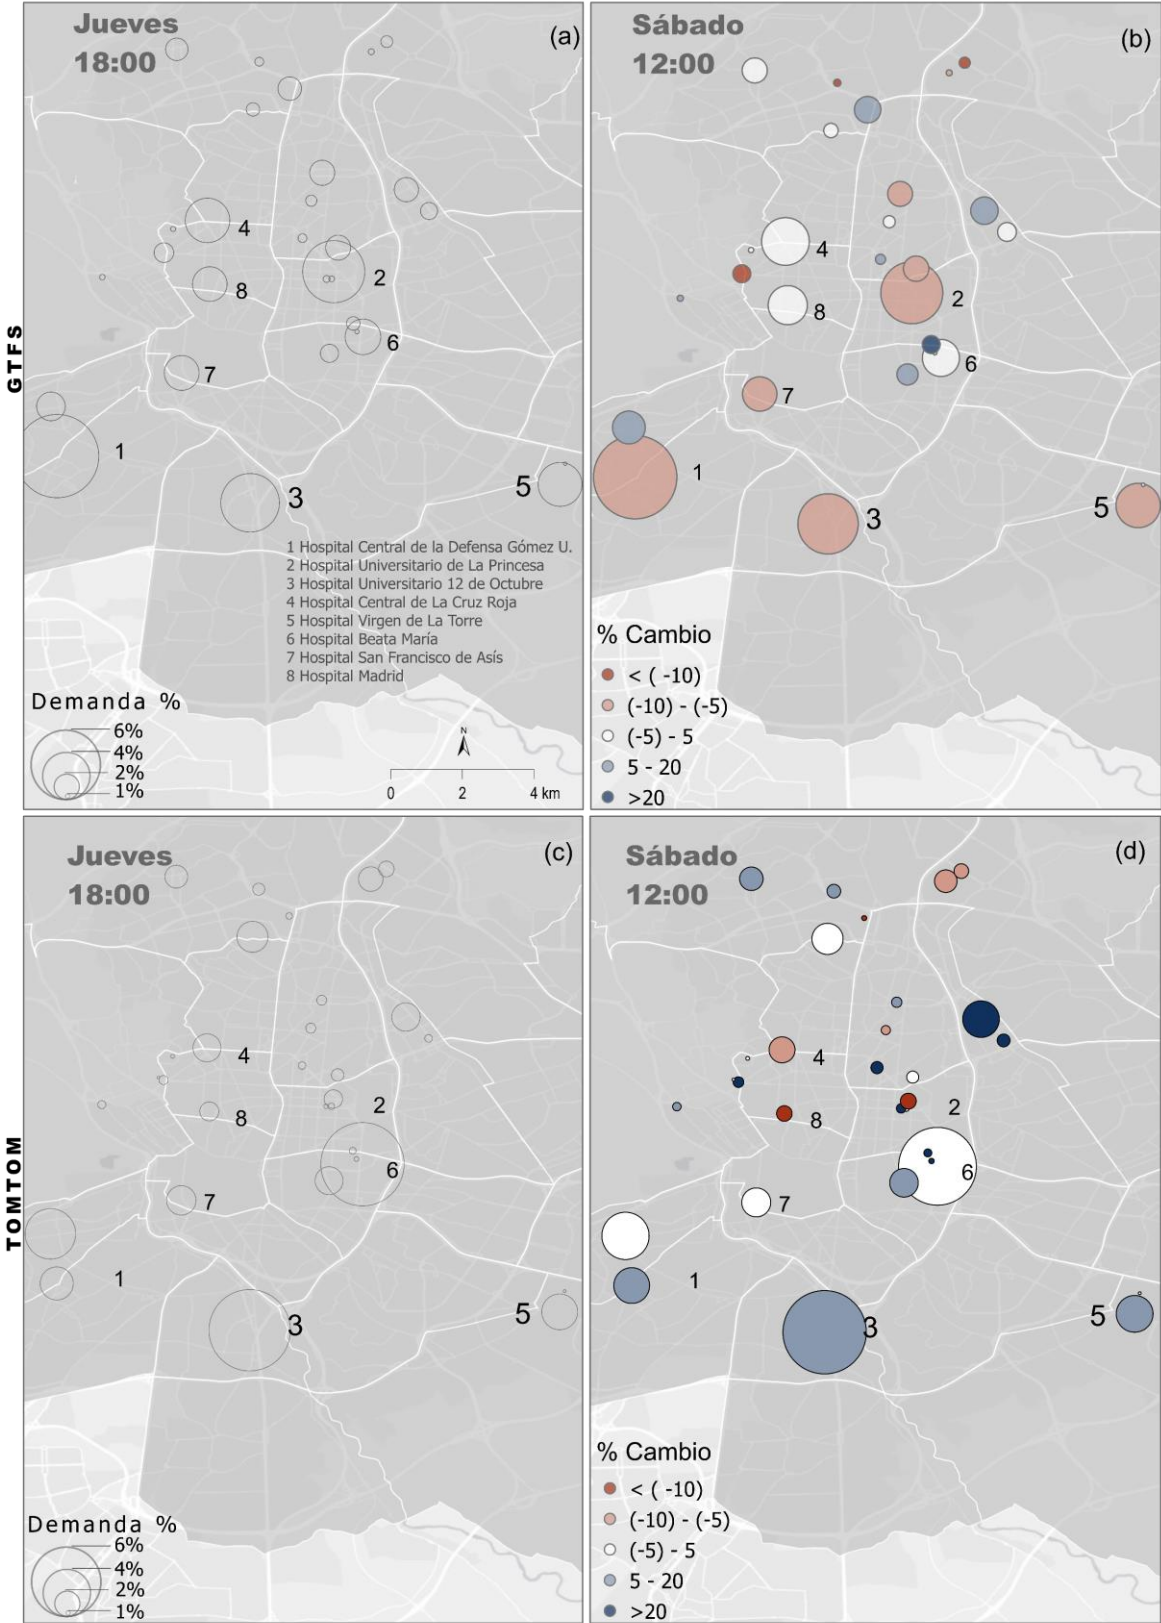 Jueves
18:00
(a)
4
2
8
6
7
1
3
5
1 Hospital Central de la Defensa Gómez U.
2 Hospital Universitario de La Princesa
3 Hospital Universitario 12 de Octubre
4 Hospital Central de La Cruz Roja
5 Hospital Virgen de La Torre
6 Hospital Beata María
7 Hospital San Francisco de Asís
8 Hospital Madrid
Demanda %
6%
4%
2%
1%
N
0 2 4 km
GTFS
Sábado
12:00
(b)
4
2
8
6
7
1
3
5
% Cambio
< ( -10)
(-10) - (-5)
(-5) - 5
5 - 20
>20
Jueves
18:00
(c)
4
2
8
6
7
1
3
5
Demanda %
6%
4%
2%
1%
TOMTOM
Sábado
12:00
(d)
4
2
8
6
7
1
3
5
% Cambio
< ( -10)
(-10) - (-5)
(-5) - 5
5 - 20
>20